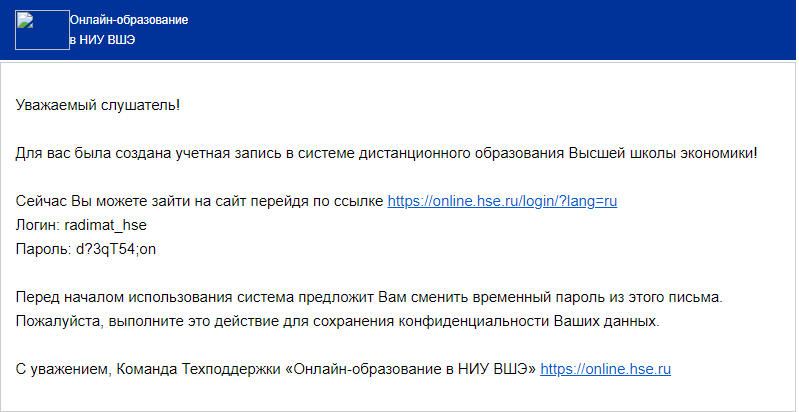 Онлайн-образование
в НИУ ВШЭ
Уважаемый слушатель!
Для вас была создана учетная запись в системе дистанционного образования Высшей школы экономики!
Сейчас Вы можете зайти на сайт перейдя по ссылке https://online.hse.ru/login/?lang=ru
Логин: radimat_hse
Пароль: d?3qT54;on
Перед началом использования система предложит Вам сменить временный пароль из этого письма.
Пожалуйста, выполните это действие для сохранения конфиденциальности Ваших данных.
С уважением, Команда Техподдержки «Онлайн-образование в НИУ ВШЭ» https://online.hse.ru